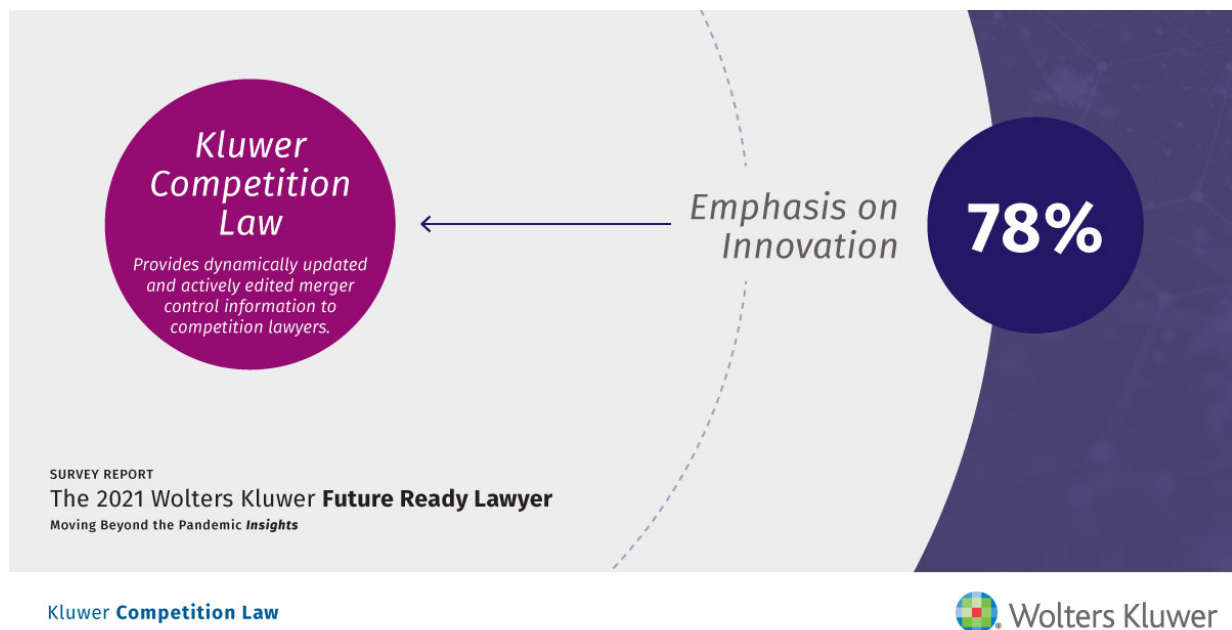 Kluwer
Competition
Law
Provides dynamically updated
and actively edited merger
control information to
competition lawyers.
Emphasis on
Innovation
78%
SURVEY REPORT
The 2021 Wolters Kluwer Future Ready Lawyer
Moving Beyond the Pandemic Insights
Kluwer Competition Law
Wolters Kluwer